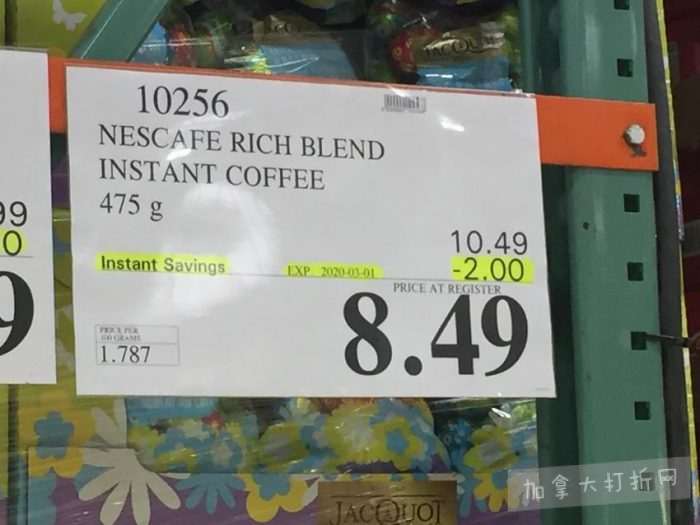 JACQUOT
10256
NESCAFE RICH BLEND
INSTANT COFFEE
475 g
99
0
9
10.49
Instant Savings EXP. 2020-03-01 -2.00
PRICE AT REGISTER
8.49
PRICE PER
100 GRAMS
1.787
加拿大打折网
JACQUOT